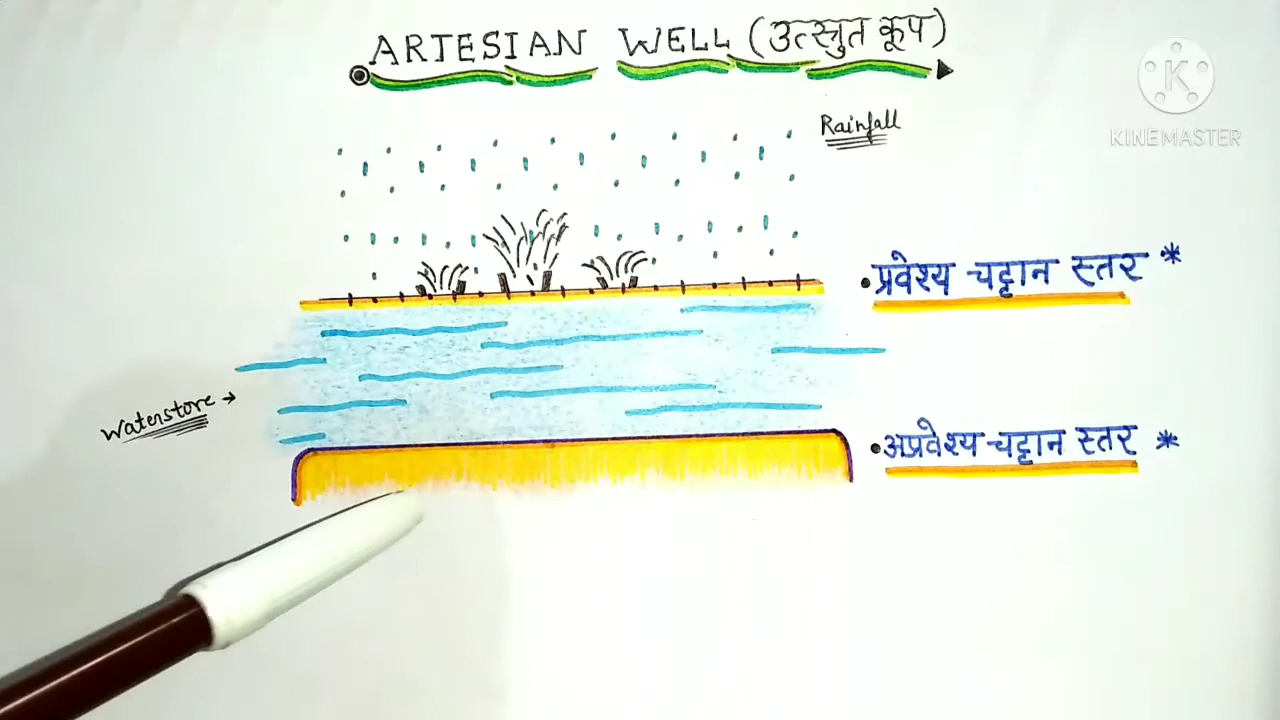 ARTESIAN WELL (उत्स्रुत कूप)
Rainfall
K
KINEMASTER
प्रवेश्य चट्टान स्तर *
Waterstore →
अप्रवेश्य चट्टान स्तर *